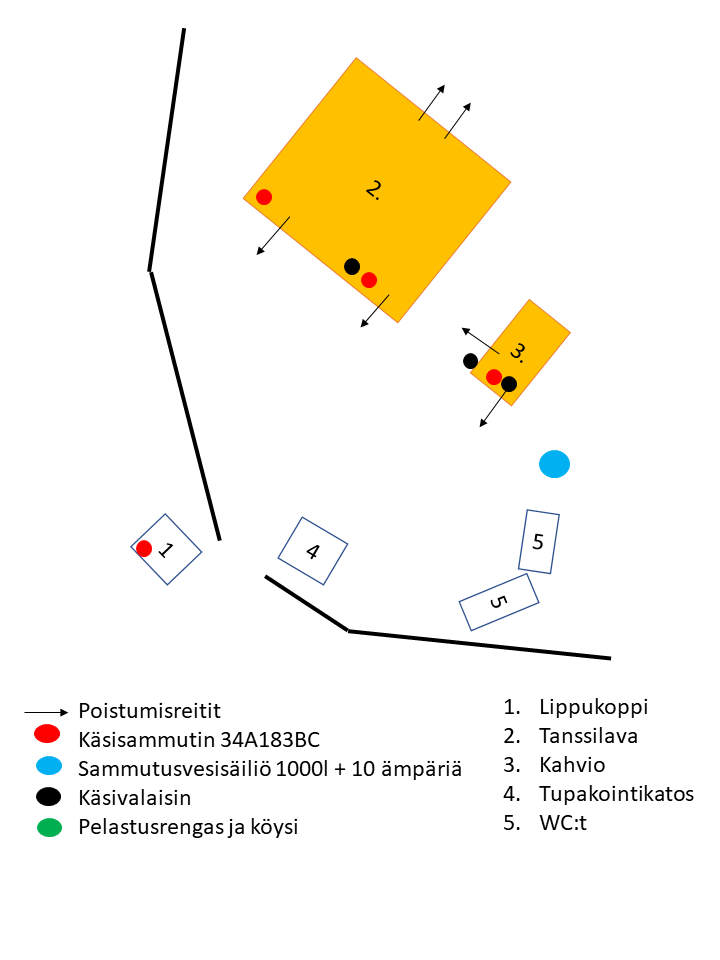 2.
3.
1
4
5
5
Poistumisreitit
Käsisammutin 34A183BC
Sammutusvesisäiliö 1000l + 10 ämpäriä
Käsivalaisin
Pelastusrengas ja köysi
1. Lippukoppi
2. Tanssilava
3. Kahvio
4. Tupakointikatos
5. WC:t